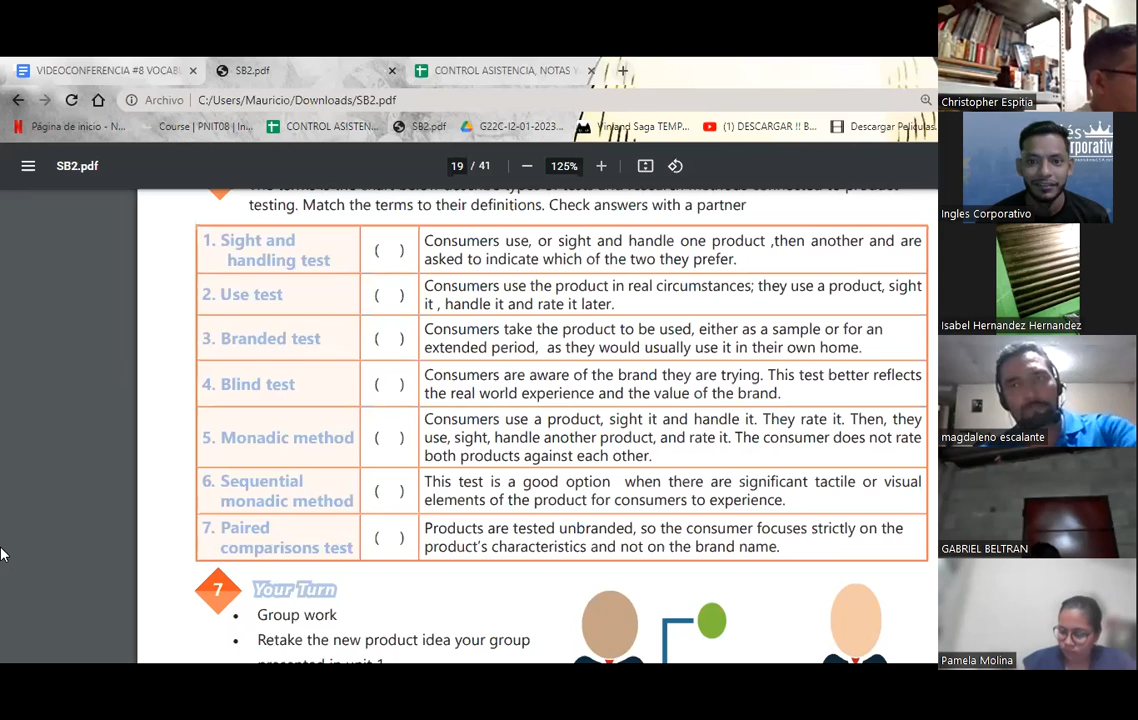 VIDEOCONFERENCIA #8 VOCAB
SB2.pdf
CONTROL ASISTENCIA, NOTAS Y
Archivo
C:/Users/Mauricio/Downloads/SB2.pdf
Página de inicio - N...
Course | PNIT08 | In...
CONTROL ASISTEN...
SB2.pdf
G22C-I2-01-2023...
Vinland Saga TEMP...
(1) DESCARGAR !! B...
Descargar Peliculas
SB2.pdf
19 / 41
125%
testing. Match the terms to their definitions. Check answers with a partner
1. Sight and
handling test
( )
Consumers use, or sight and handle one product ,then another and are
asked to indicate which of the two they prefer.
2. Use test
( )
Consumers use the product in real circumstances; they use a product, sight
it , handle it and rate it later.
3. Branded test
( )
Consumers take the product to be used, either as a sample or for an
extended period, as they would usually use it in their own home.
4. Blind test
( )
Consumers are aware of the brand they are trying. This test better reflects
the real world experience and the value of the brand.
5. Monadic method
( )
Consumers use a product, sight it and handle it. They rate it. Then, they
use, sight, handle another product, and rate it. The consumer does not rate
both products against each other.
6. Sequential
monadic method
( )
This test is a good option when there are significant tactile or visual
elements of the product for consumers to experience.
7. Paired
comparisons test
( )
Products are tested unbranded, so the consumer focuses strictly on the
product's characteristics and not on the brand name.
7
Your Turn
• Group work
• Retake the new product idea your group
Christopher Espitia
Ingles Corporativo
Isabel Hernandez Hernandez
magdaleno escalante
GABRIEL BELTRAN
Pamela Molina